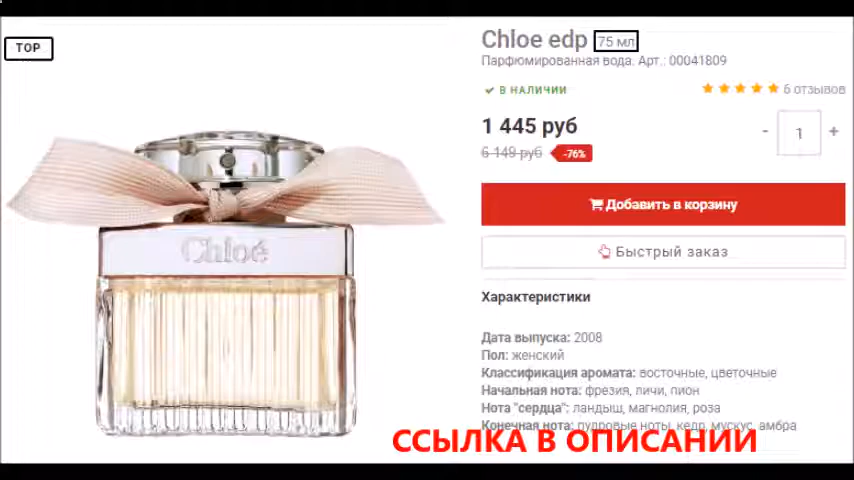 TOP
Chloe edp 75 мл
Парфюмированная вода. Арт.: 00041809
В НАЛИЧИИ
6 отзывов
1 445 руб
- 1 +
6 149 руб -76%
Добавить в корзину
Быстрый заказ
Chloé
Характеристики
Дата выпуска: 2008
Пол: женский
Классификация аромата: восточные, цветочные
Начальная нота: фрезия, личи, пион
Нота "сердца": ландыш, магнолия, роза
Конечная нота: пудровые ноты, кедр, мускус, амбра
ССЫЛКА В ОПИСАНИИ